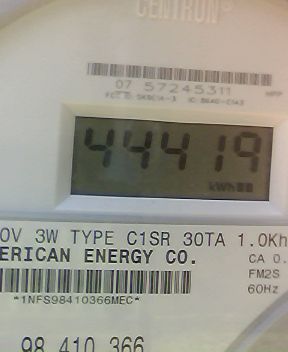 CENTRON®
07 57245311
44419
kWh
0V 3W TYPE C1SR 30TA 1.0Kh
ERICAN ENERGY CO. CA 0.
FM2S
*1NFS98410366MEC* 60Hz
98 410 366